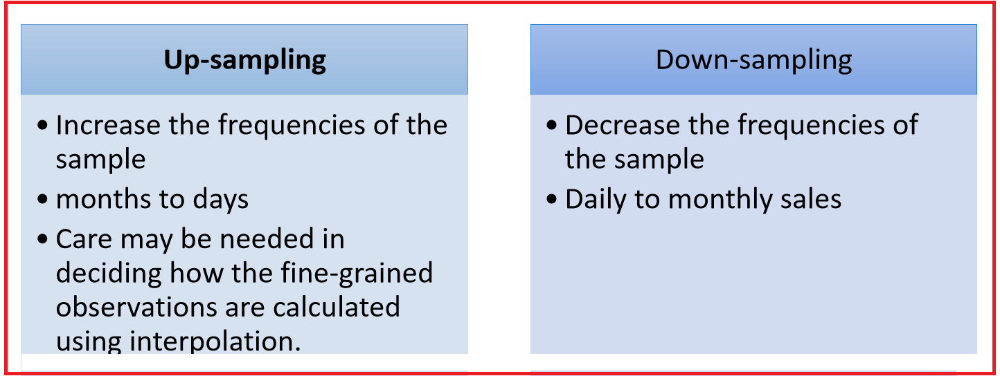 Up-sampling
• Increase the frequencies of the
sample
• months to days
• Care may be needed in
deciding how the fine-grained
observations are calculated
using interpolation.
Down-sampling
• Decrease the frequencies of
the sample
• Daily to monthly sales